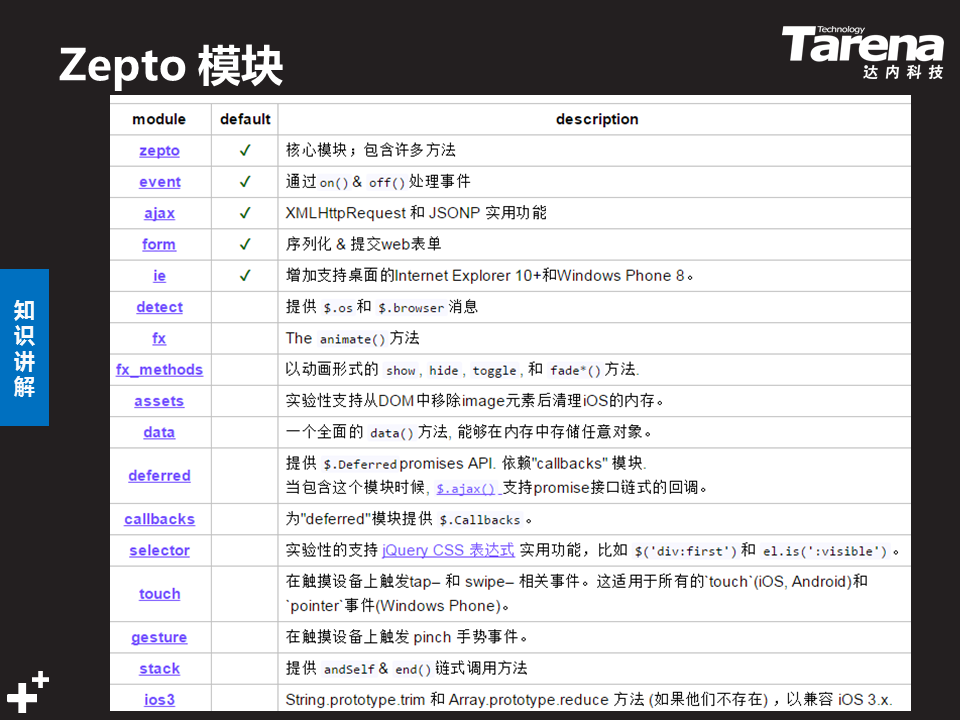 Zepto 模块
Technology
Tarena
达内科技
知识讲解
module default description
zepto ✓ 核心模块；包含许多方法
event ✓ 通过 on() & off() 处理事件
ajax ✓ XMLHttpRequest 和 JSONP 实用功能
form ✓ 序列化 & 提交web表单
ie ✓ 增加支持桌面的Internet Explorer 10+和Windows Phone 8。
detect 提供 $.os 和 $.browser 消息
fx The animate() 方法
fx_methods 以动画形式的 show, hide, toggle, 和 fade*() 方法.
assets 实验性支持从DOM中移除image元素后清理iOS的内存。
data 一个全面的 data() 方法, 能够在内存中存储任意对象。
deferred 提供 $.Deferred promises API. 依赖"callbacks" 模块.
当包含这个模块时候, $.ajax() 支持promise接口链式的回调。
callbacks 为"deferred"模块提供 $.Callbacks 。
selector 实验性的支持 jQuery CSS 表达式 实用功能，比如 $('div:first') 和 el.is(':visible') 。
touch 在触摸设备上触发tap– 和 swipe– 相关事件。这适用于所有的`touch`(iOS, Android)和
`pointer`事件(Windows Phone)。
gesture 在触摸设备上触发 pinch 手势事件。
stack 提供 andSelf & end() 链式调用方法
ios3 String.prototype.trim 和 Array.prototype.reduce 方法 (如果他们不存在) ，以兼容 iOS 3.x.